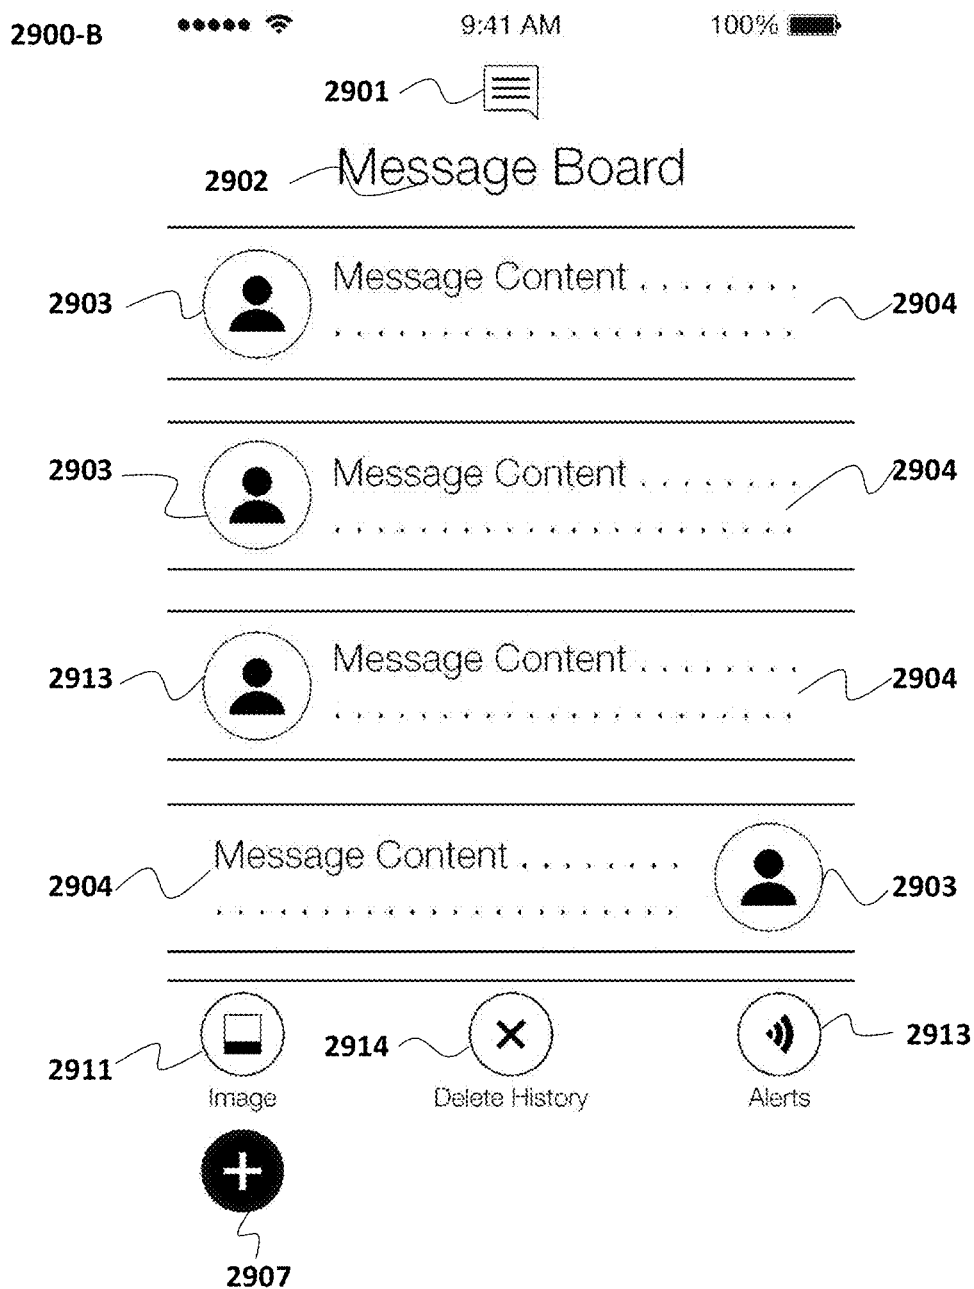 2900-B 9:41 AM 100%
2901
2902 Message Board
2903 Message Content . . . . . . . . 2904
2903 Message Content . . . . . . . . 2904
2913 Message Content . . . . . . . . 2904
2904 Message Content . . . . . . . . 2903
2911 2914 2913
Image Delete History Alerts
2907